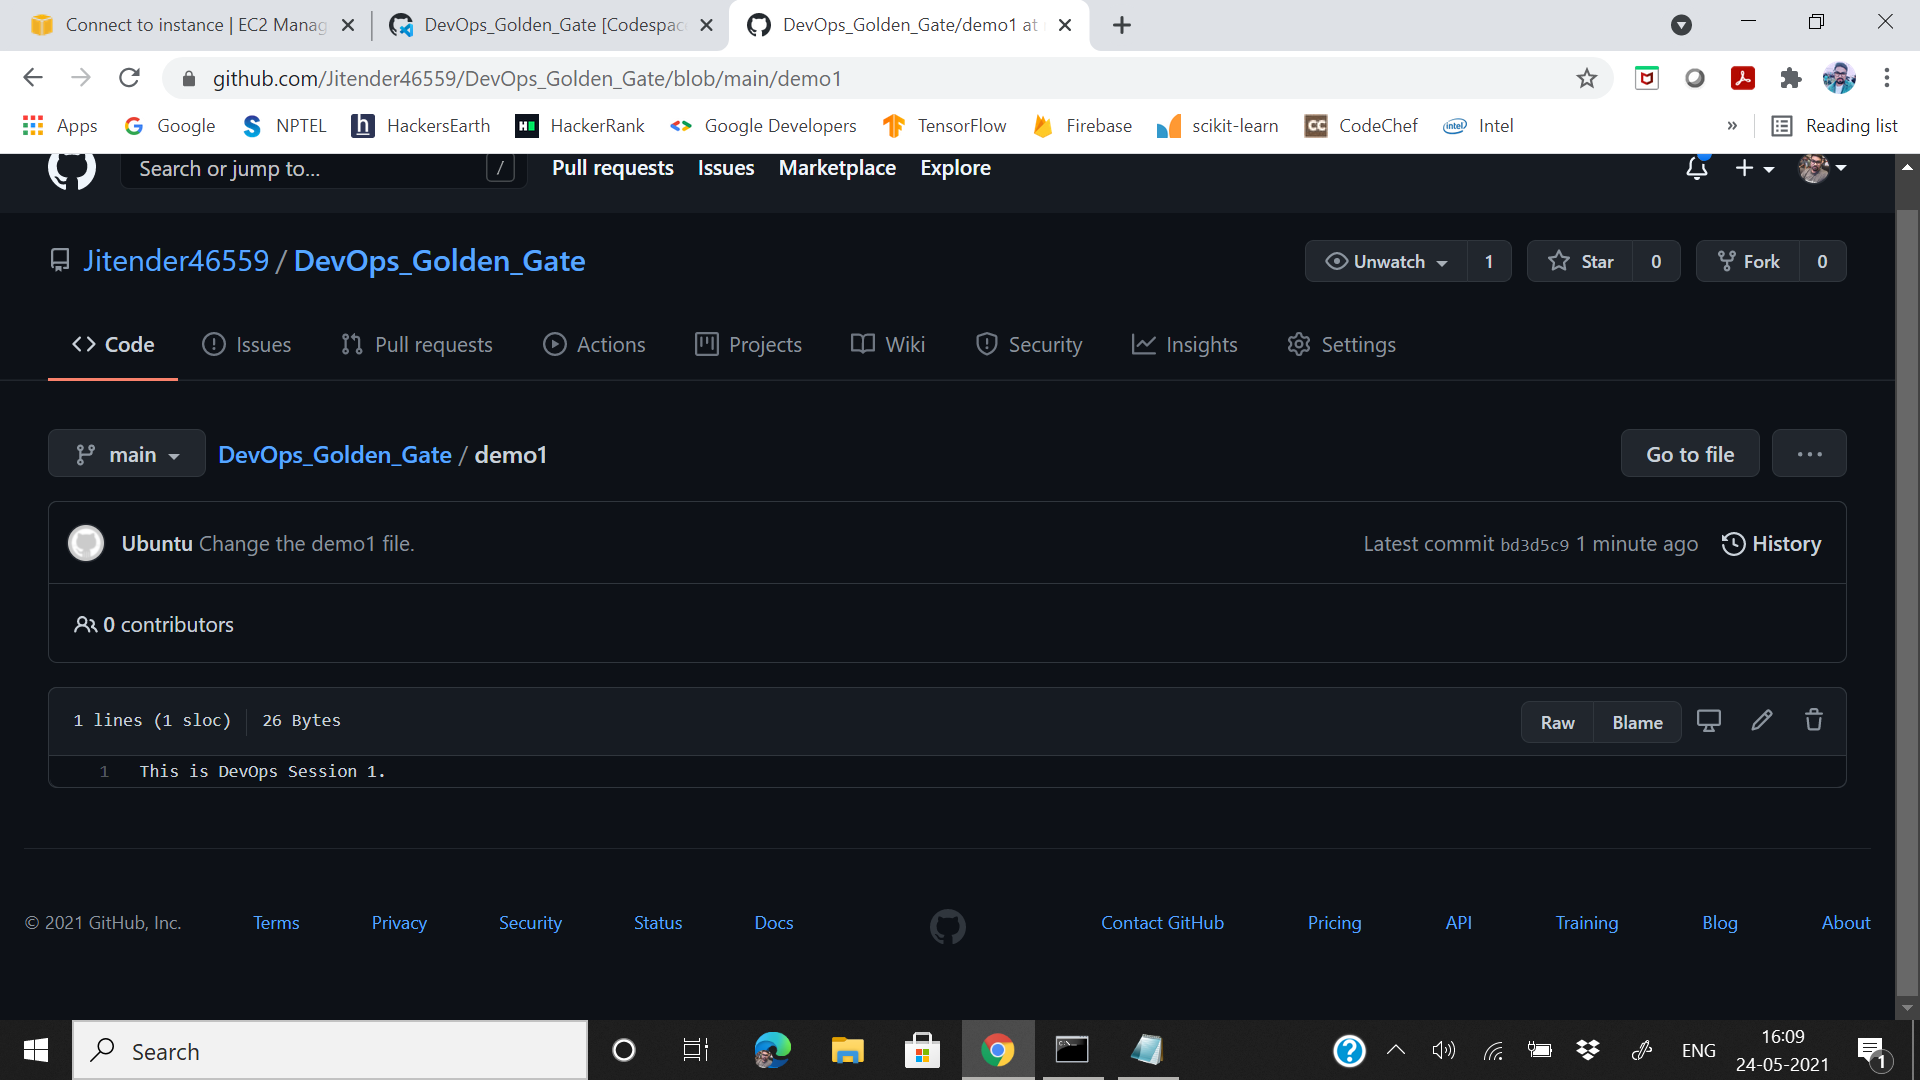 Connect to instance | EC2 Manag
DevOps_Golden_Gate [Codespac
DevOps_Golden_Gate/demo1 at
github.com/Jitender46559/DevOps_Golden_Gate/blob/main/demo1
Apps Google NPTEL HackersEarth HackerRank Google Developers TensorFlow Firebase CodeChef scikit-learn Intel » Reading list
Search or jump to... / Pull requests Issues Marketplace Explore
Jitender46559 / DevOps_Golden_Gate Unwatch 1 Star 0 Fork 0
Code Issues Pull requests Actions Projects Wiki Security Insights Settings
main DevOps_Golden_Gate / demo1 Go to file ...
Ubuntu Change the demo1 file. Latest commit bd3d5c9 1 minute ago History
0 contributors
1 lines (1 sloc) 26 Bytes Raw Blame
1 This is DevOps Session 1.
© 2021 GitHub, Inc. Terms Privacy Security Status Docs Contact GitHub Pricing API Training Blog About
Search ENG 16:09
24-05-2021 1